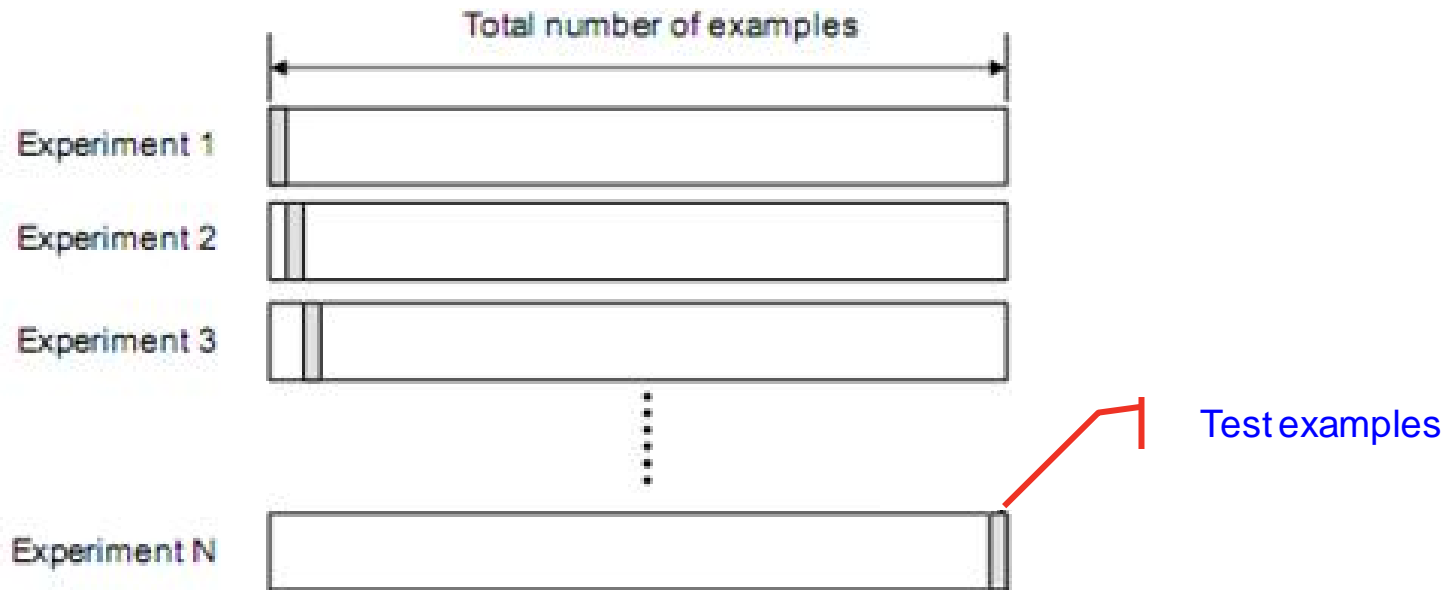 Total number of examples
Experiment 1
Experiment 2
Experiment 3
Test examples
Experiment N